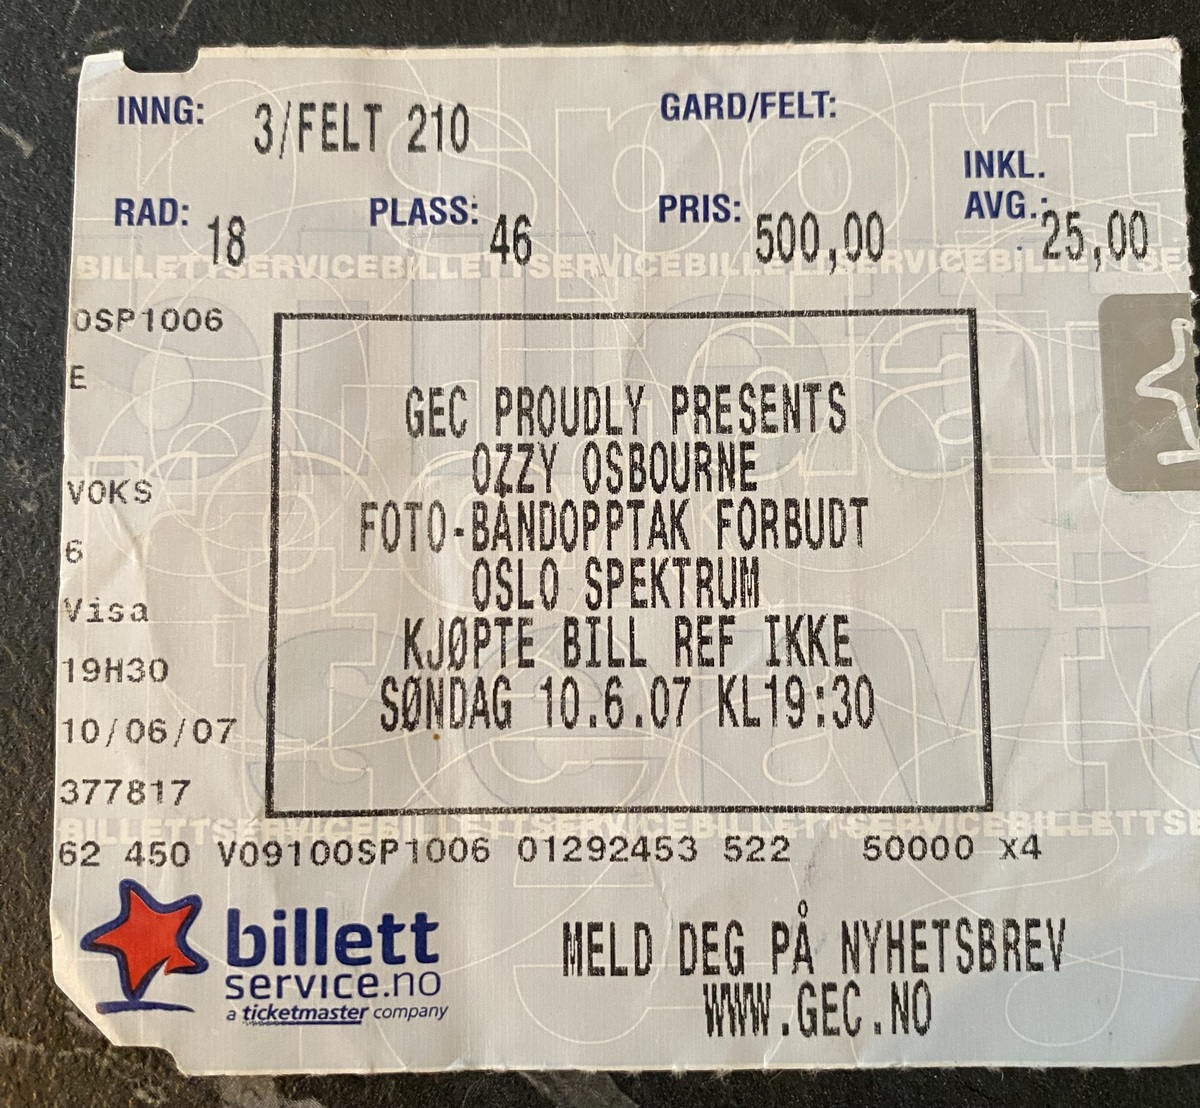 INNG: 3/FELT 210 GARD/FELT:
RAD: 18 PLASS: 46 PRIS: 500,00 INKL. AVG.: 25,00
BILLETTSERVICEBILLETTSERVICEBILLETTSERVICEBILLETTSE
OSP1006
E
VOKS
6
Visa
19H30
10/06/07
377817
GEC PROUDLY PRESENTS
OZZY OSBOURNE
FOTO-BÅNDOPPTAK FORBUDT
OSLO SPEKTRUM
KJØPTE BILL REF IKKE
SØNDAG 10.6.07 KL19:30
BILLETTSERVICEBILLETTSERVICEBILLETTSERVICEBILLETTS
62 450 V0910OSP1006 01292453 522 50000 x4
billett
service.no
a ticketmaster company
MELD DEG PÅ NYHETSBREV
WWW.GEC.NO